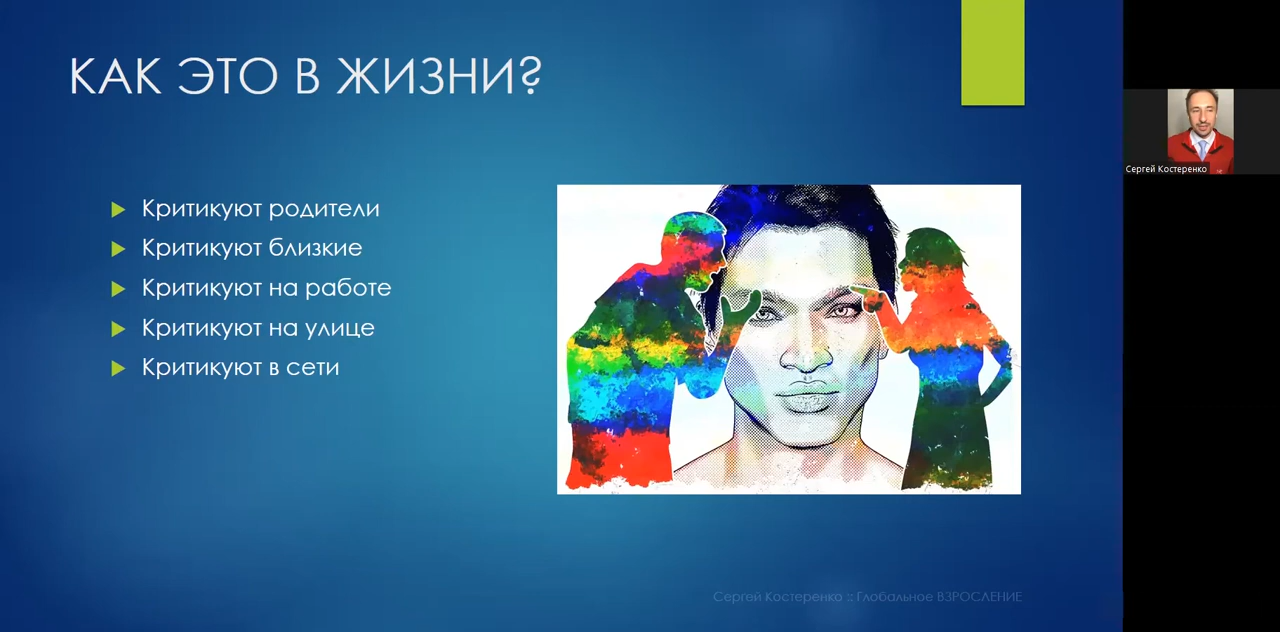 КАК ЭТО В ЖИЗНИ?
Критикуют родители
Критикуют близкие
Критикуют на работе
Критикуют на улице
Критикуют в сети
Сергей Костеренко
Сергей Костеренко :: Глобальное ВЗРОСЛЕНИЕ